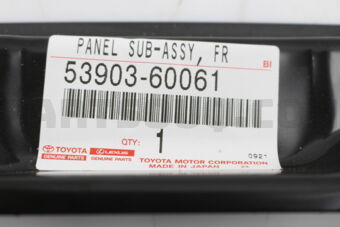 PANEL SUB-ASSY, FR
BI
53903-60061
QTY:
1
0921
TOYOTA
GENUINE PARTS
LEXUS
GENUINE PARTS
TOYOTA MOTOR CORPORATION
MADE IN JAPAN